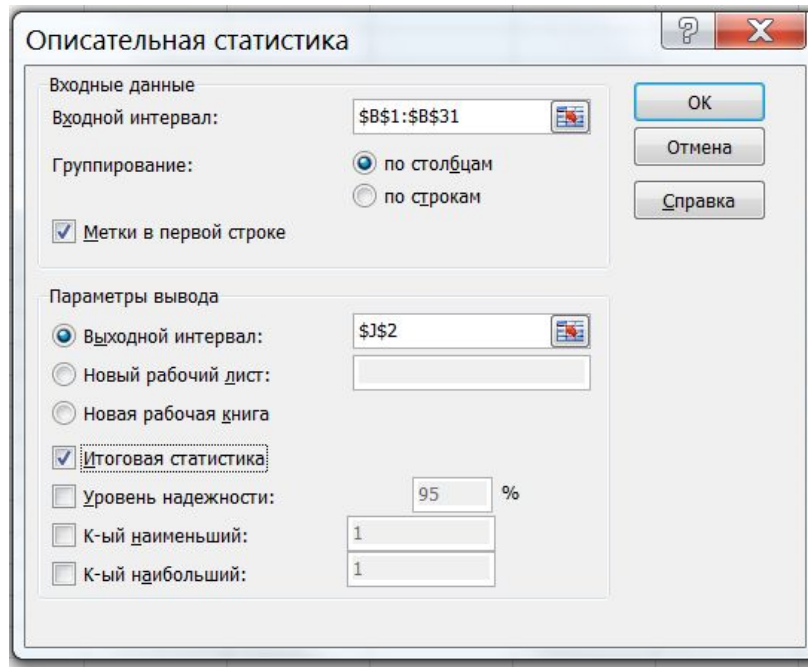 Описательная статистика
Входные данные
Входной интервал: $B$1:$B$31
Группирование: по столбцам
по строкам
Метки в первой строке
OK
Отмена
Справка
Параметры вывода
Выходной интервал: $J$2
Новый рабочий лист:
Новая рабочая книга
Итоговая статистика
Уровень надежности: 95 %
К-ый наименьший: 1
К-ый наибольший: 1